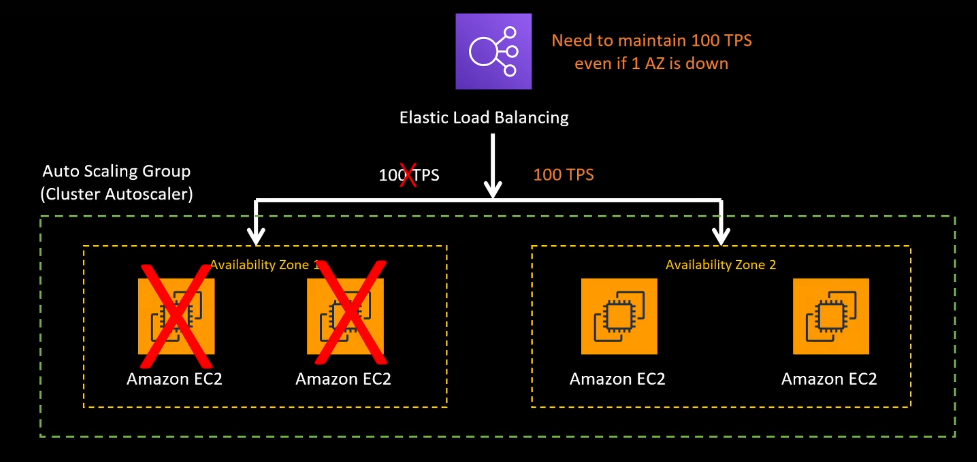 Need to maintain 100 TPS
even if 1 AZ is down
Elastic Load Balancing
Auto Scaling Group
(Cluster Autoscaler)
100 TPS
100 TPS
Availability Zone 1
Availability Zone 2
Amazon EC2
Amazon EC2
Amazon EC2
Amazon EC2